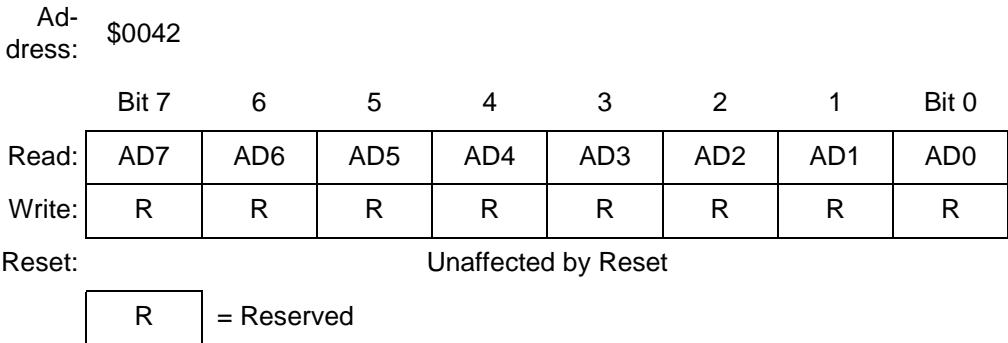 Ad-
dress: $0042
Bit 7 6 5 4 3 2 1 Bit 0
Read: AD7 AD6 AD5 AD4 AD3 AD2 AD1 AD0
Write: R R R R R R R R
Reset: Unaffected by Reset
R = Reserved